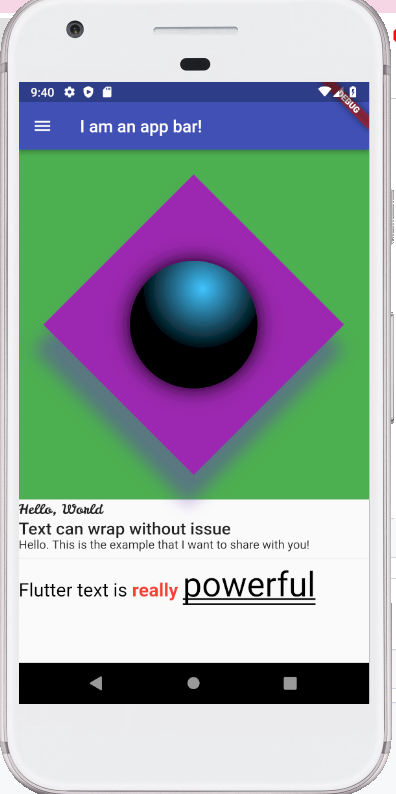 9:40
DEBUG
I am an app bar!
Hello, World
Text can wrap without issue
Hello. This is the example that I want to share with you!
Flutter text is really powerful